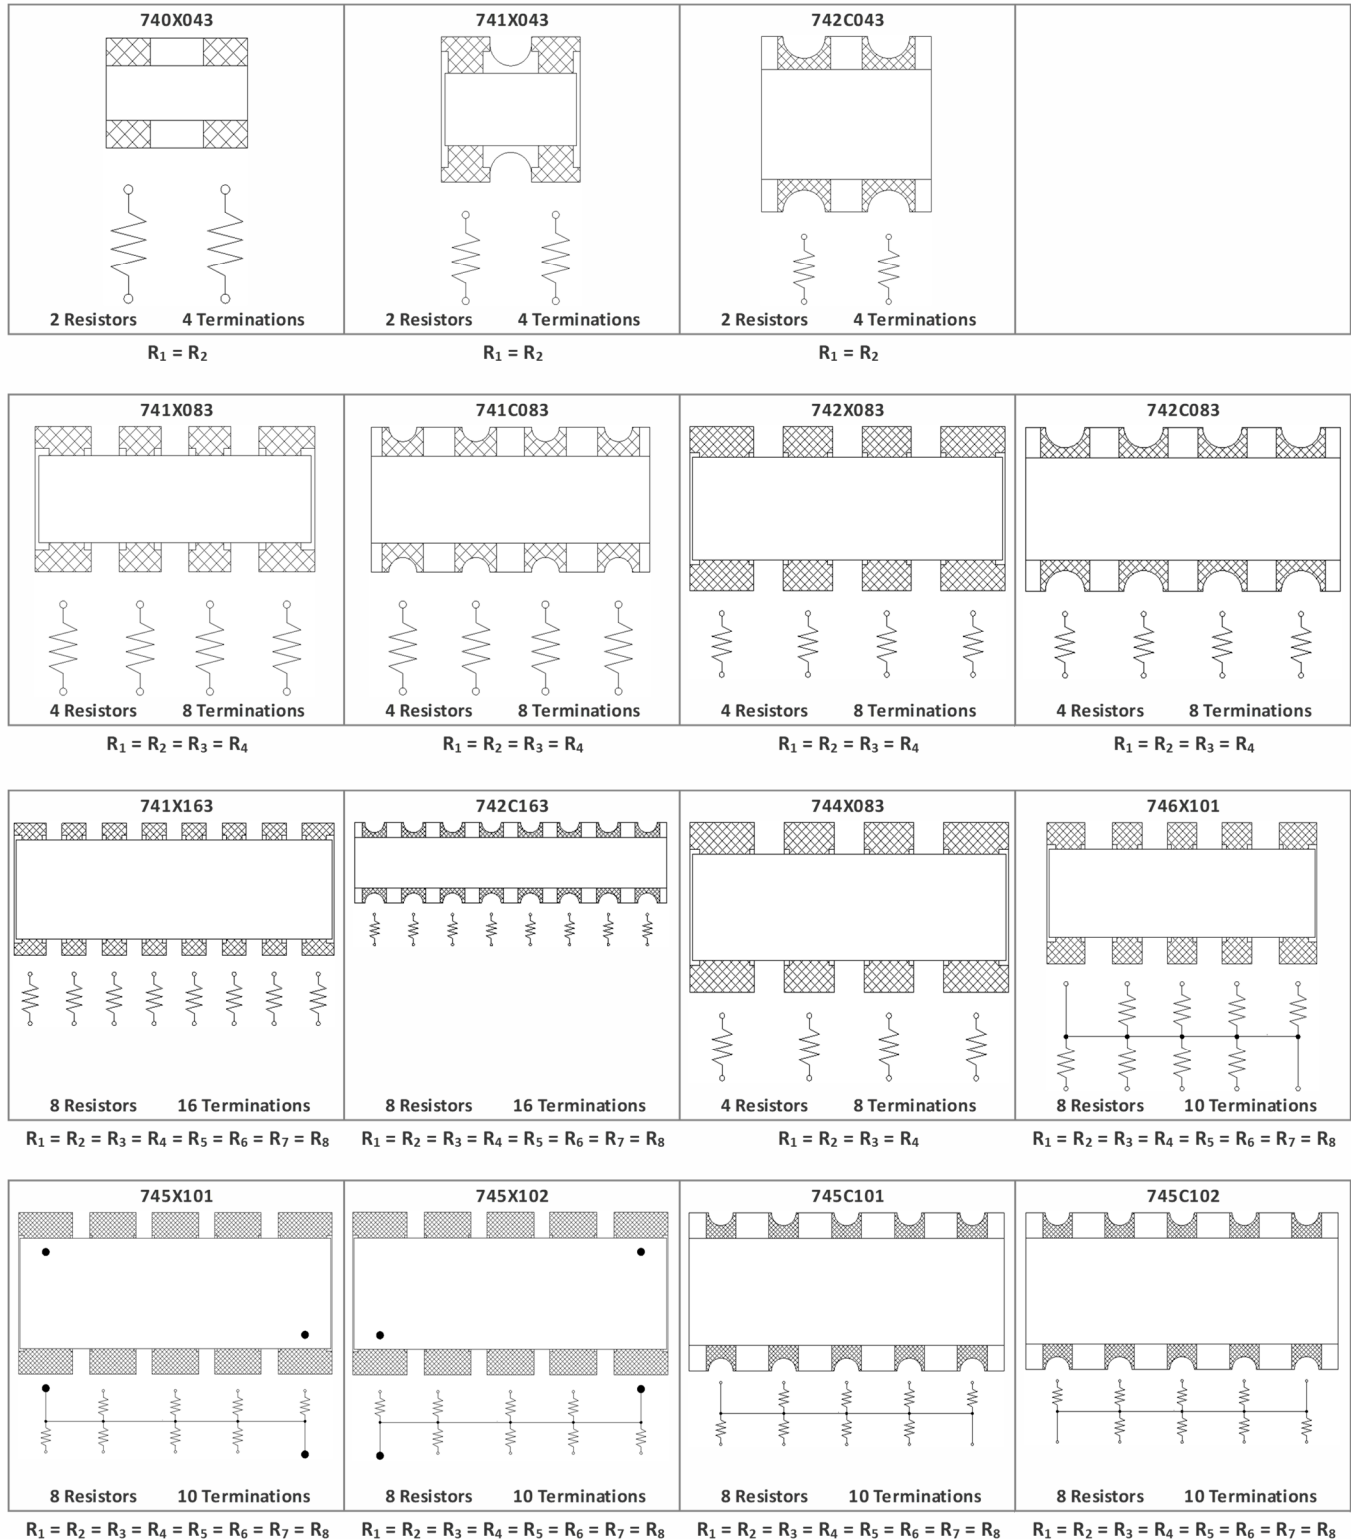 740X043 741X043 742C043
2 Resistors 4 Terminations 2 Resistors 4 Terminations 2 Resistors 4 Terminations
R₁ = R₂ R₁ = R₂ R₁ = R₂
741X083 741C083 742X083 742C083
4 Resistors 8 Terminations 4 Resistors 8 Terminations 4 Resistors 8 Terminations 4 Resistors 8 Terminations
R₁ = R₂ = R₃ = R₄ R₁ = R₂ = R₃ = R₄ R₁ = R₂ = R₃ = R₄ R₁ = R₂ = R₃ = R₄
741X163 742C163 744X083 746X101
8 Resistors 16 Terminations 8 Resistors 16 Terminations 4 Resistors 8 Terminations 8 Resistors 10 Terminations
R₁ = R₂ = R₃ = R₄ = R₅ = R₆ = R₇ = R₈ R₁ = R₂ = R₃ = R₄ = R₅ = R₆ = R₇ = R₈ R₁ = R₂ = R₃ = R₄ R₁ = R₂ = R₃ = R₄ = R₅ = R₆ = R₇ = R₈
745X101 745X102 745C101 745C102
8 Resistors 10 Terminations 8 Resistors 10 Terminations 8 Resistors 10 Terminations 8 Resistors 10 Terminations
R₁ = R₂ = R₃ = R₄ = R₅ = R₆ = R₇ = R₈ R₁ = R₂ = R₃ = R₄ = R₅ = R₆ = R₇ = R₈ R₁ = R₂ = R₃ = R₄ = R₅ = R₆ = R₇ = R₈ R₁ = R₂ = R₃ = R₄ = R₅ = R₆ = R₇ = R₈